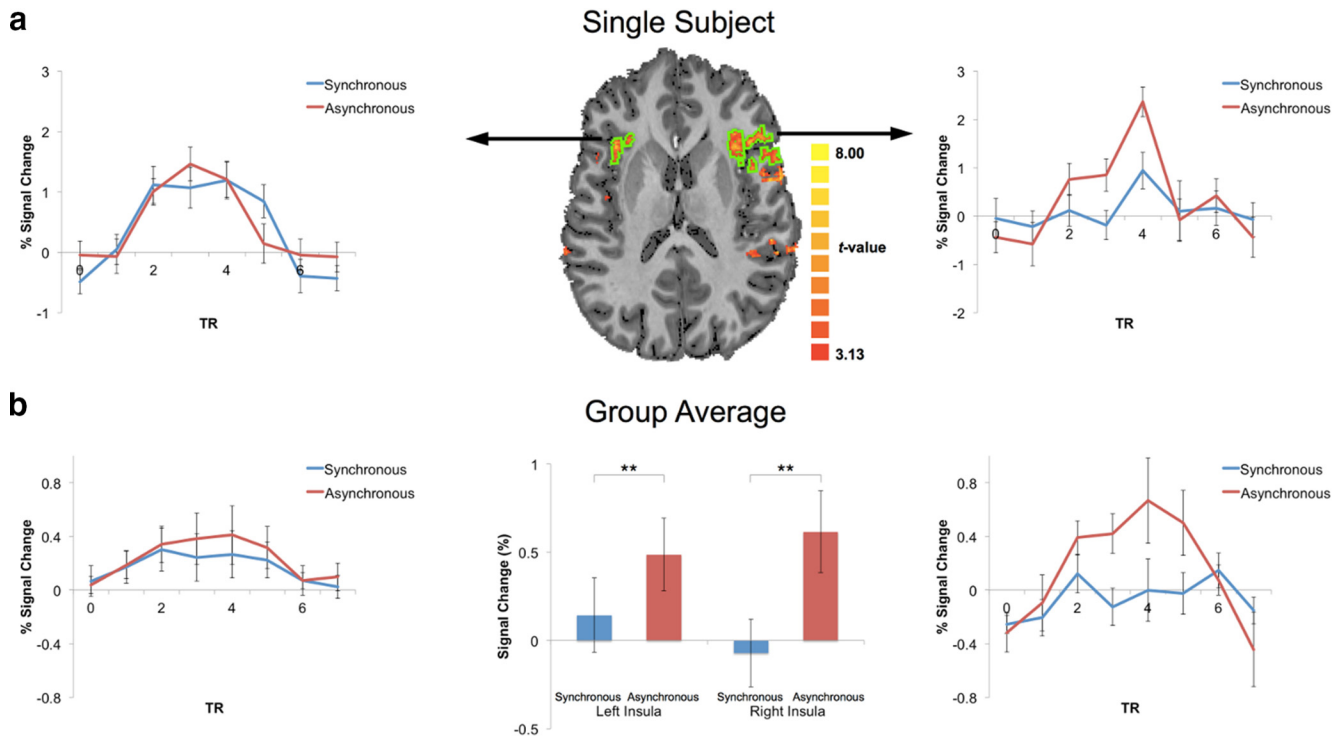 a
Single Subject
3
2
1
0
-1
% Signal Change
0 2 4 6
TR
Synchronous
Asynchronous
8.00
t-value
3.13
3
2
1
0
-1
-2
% Signal Change
0 2 4 6
TR
Synchronous
Asynchronous
b
Group Average
0.8
0.4
0
-0.4
-0.8
% Signal Change
0 2 4 6
TR
Synchronous
Asynchronous
1
0.5
0
-0.5
Signal Change (%)
** **
Synchronous Asynchronous Synchronous Asynchronous
Left Insula Right Insula
0.8
0.4
0
-0.4
-0.8
% Signal Change
0 2 4 6
TR
Synchronous
Asynchronous